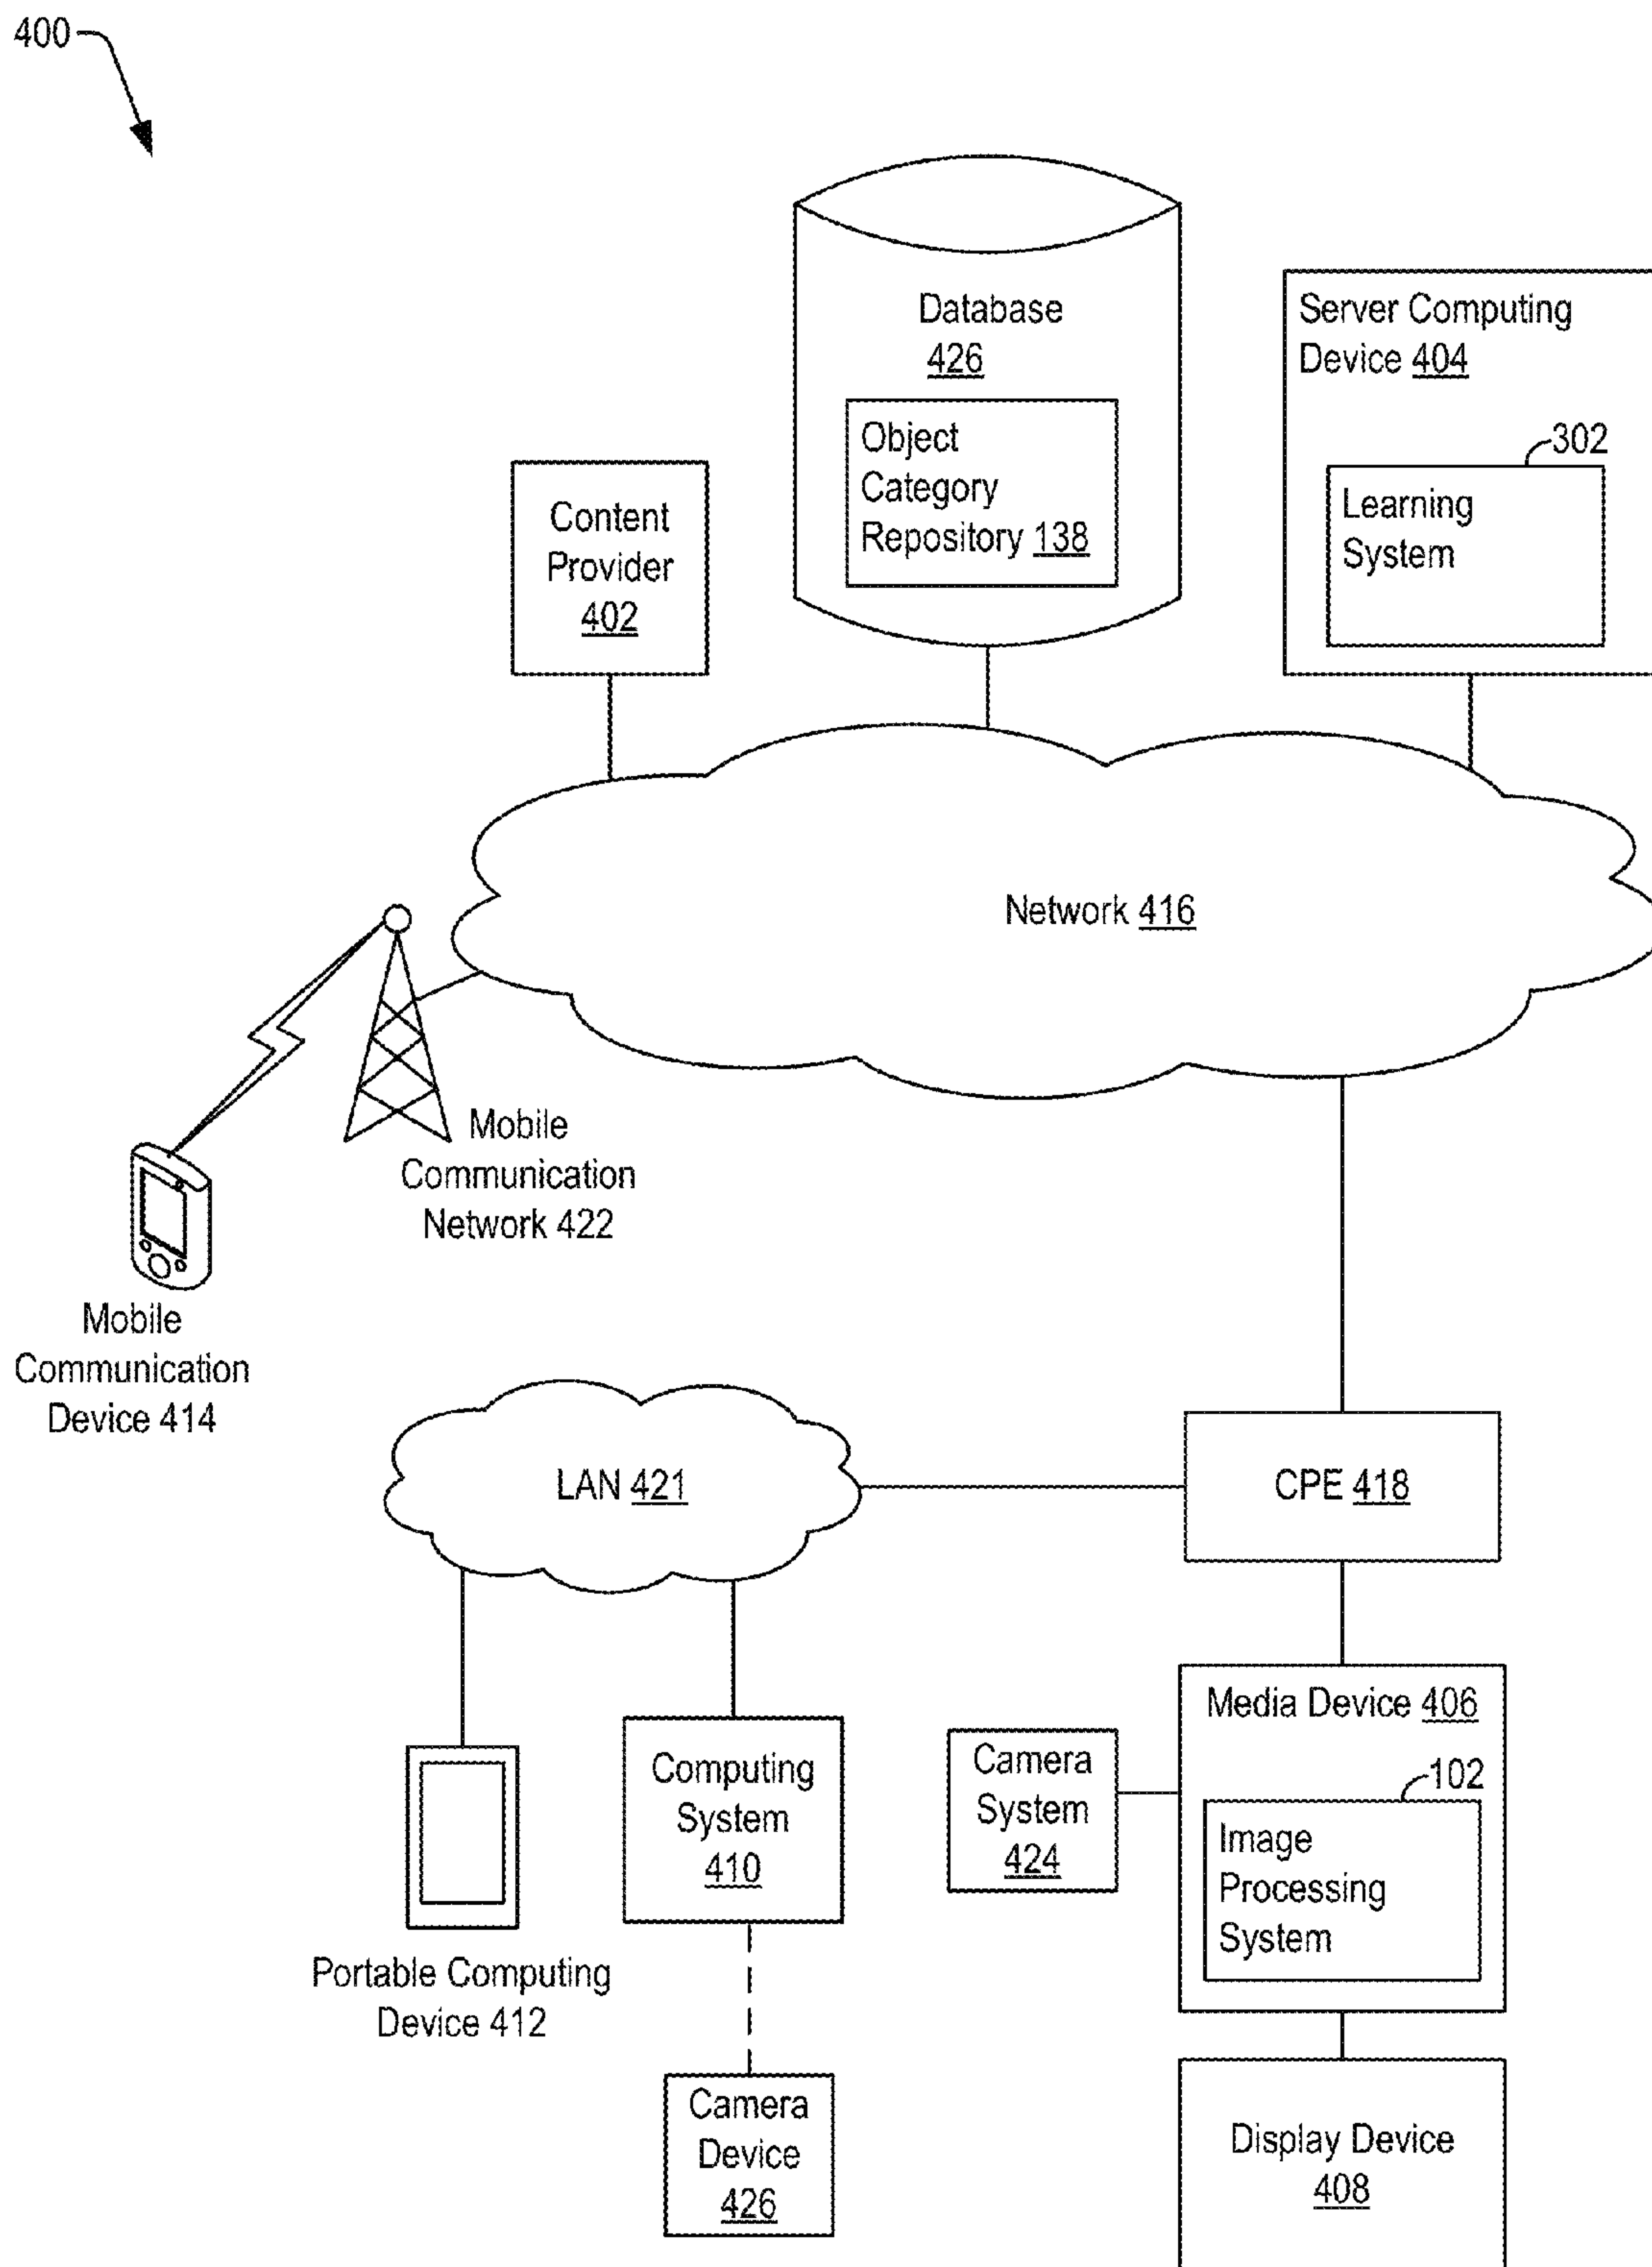 400
Database
426
Object
Category
Repository 138
Server Computing
Device 404
302
Learning
System
Content
Provider
402
Network 416
Mobile
Communication
Network 422
Mobile
Communication
Device 414
LAN 421
CPE 418
Media Device 406
102
Image
Processing
System
Camera
System
424
Computing
System
410
Portable Computing
Device 412
Camera
Device
426
Display Device
408